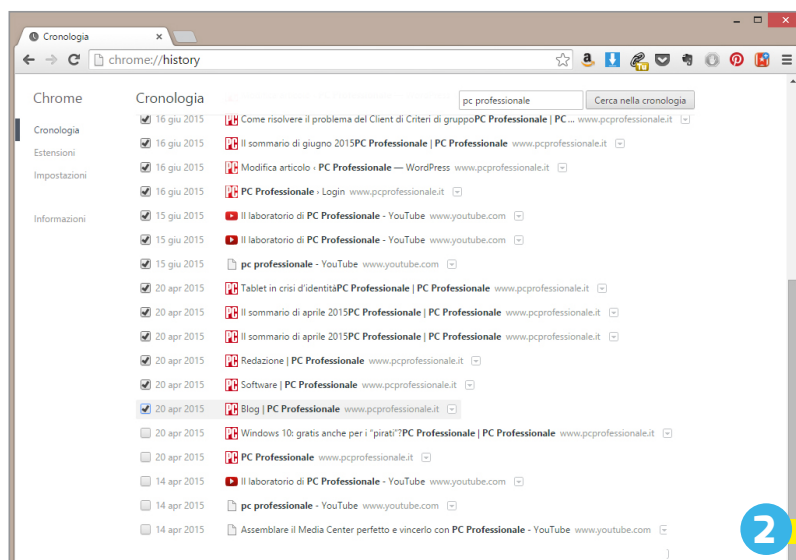 Cronologia
chrome://history
Chrome
Cronologia
pc professionale
Cerca nella cronologia
Cronologia
Estensioni
Impostazioni
Informazioni
16 giu 2015 Come risolvere il problema del Client di Criteri di gruppoPC Professionale | PC ... www.pcprofessionale.it
16 giu 2015 Il sommario di giugno 2015PC Professionale | PC Professionale www.pcprofessionale.it
16 giu 2015 Modifica articolo ‹ PC Professionale — WordPress www.pcprofessionale.it
16 giu 2015 PC Professionale › Login www.pcprofessionale.it
15 giu 2015 Il laboratorio di PC Professionale - YouTube www.youtube.com
15 giu 2015 Il laboratorio di PC Professionale - YouTube www.youtube.com
15 giu 2015 pc professionale - YouTube www.youtube.com
20 apr 2015 Tablet in crisi d'identitàPC Professionale | PC Professionale www.pcprofessionale.it
20 apr 2015 Il sommario di aprile 2015PC Professionale | PC Professionale www.pcprofessionale.it
20 apr 2015 Il sommario di aprile 2015PC Professionale | PC Professionale www.pcprofessionale.it
20 apr 2015 Redazione | PC Professionale www.pcprofessionale.it
20 apr 2015 Software | PC Professionale www.pcprofessionale.it
20 apr 2015 Blog | PC Professionale www.pcprofessionale.it
20 apr 2015 Windows 10: gratis anche per i "pirati"?PC Professionale | PC Professionale www.pcprofessionale.it
20 apr 2015 PC Professionale www.pcprofessionale.it
14 apr 2015 Il laboratorio di PC Professionale - YouTube www.youtube.com
14 apr 2015 pc professionale - YouTube www.youtube.com
14 apr 2015 Assemblare il Media Center perfetto e vincerlo con PC Professionale - YouTube www.youtube.com
2